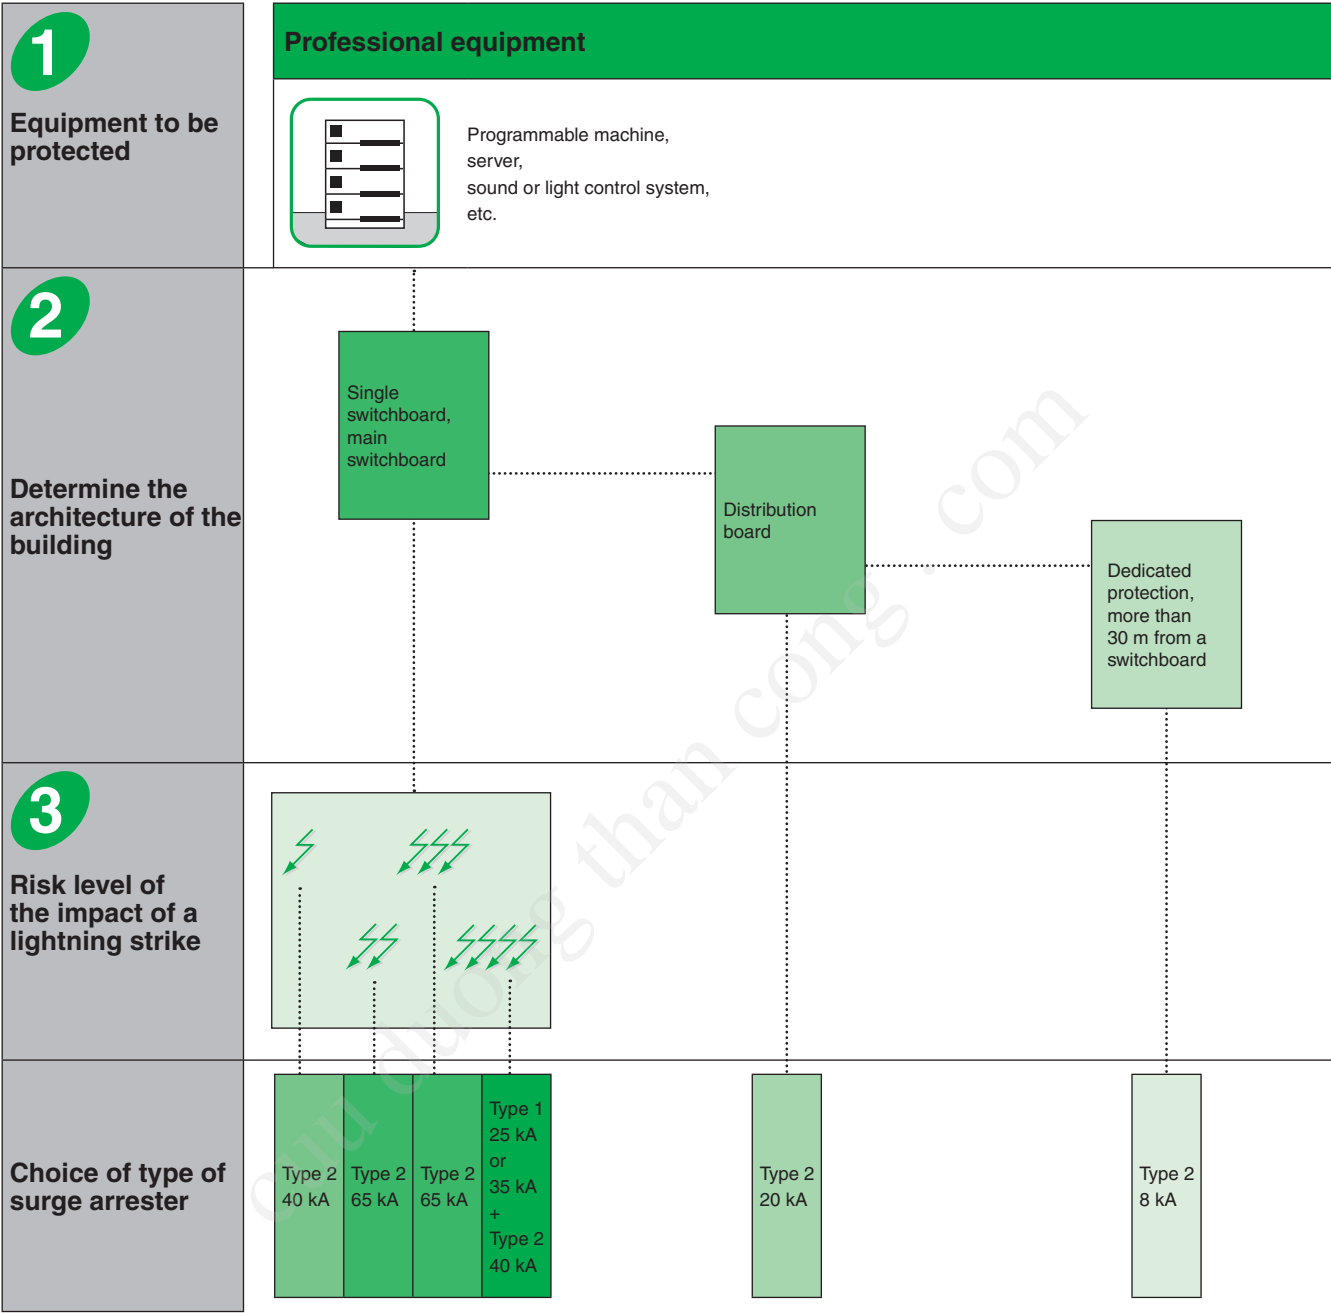 1
Equipment to be
protected
Professional equipment
Programmable machine,
server,
sound or light control system,
etc.
2
Determine the
architecture of the
building
Single
switchboard,
main
switchboard
Distribution
board
Dedicated
protection,
more than
30 m from a
switchboard
3
Risk level of
the impact of a
lightning strike
Choice of type of
surge arrester
Type 2
40 kA
Type 2
65 kA
Type 2
65 kA
Type 1
25 kA
or
35 kA
+
Type 2
40 kA
Type 2
20 kA
Type 2
8 kA
cuu duong than cong . com